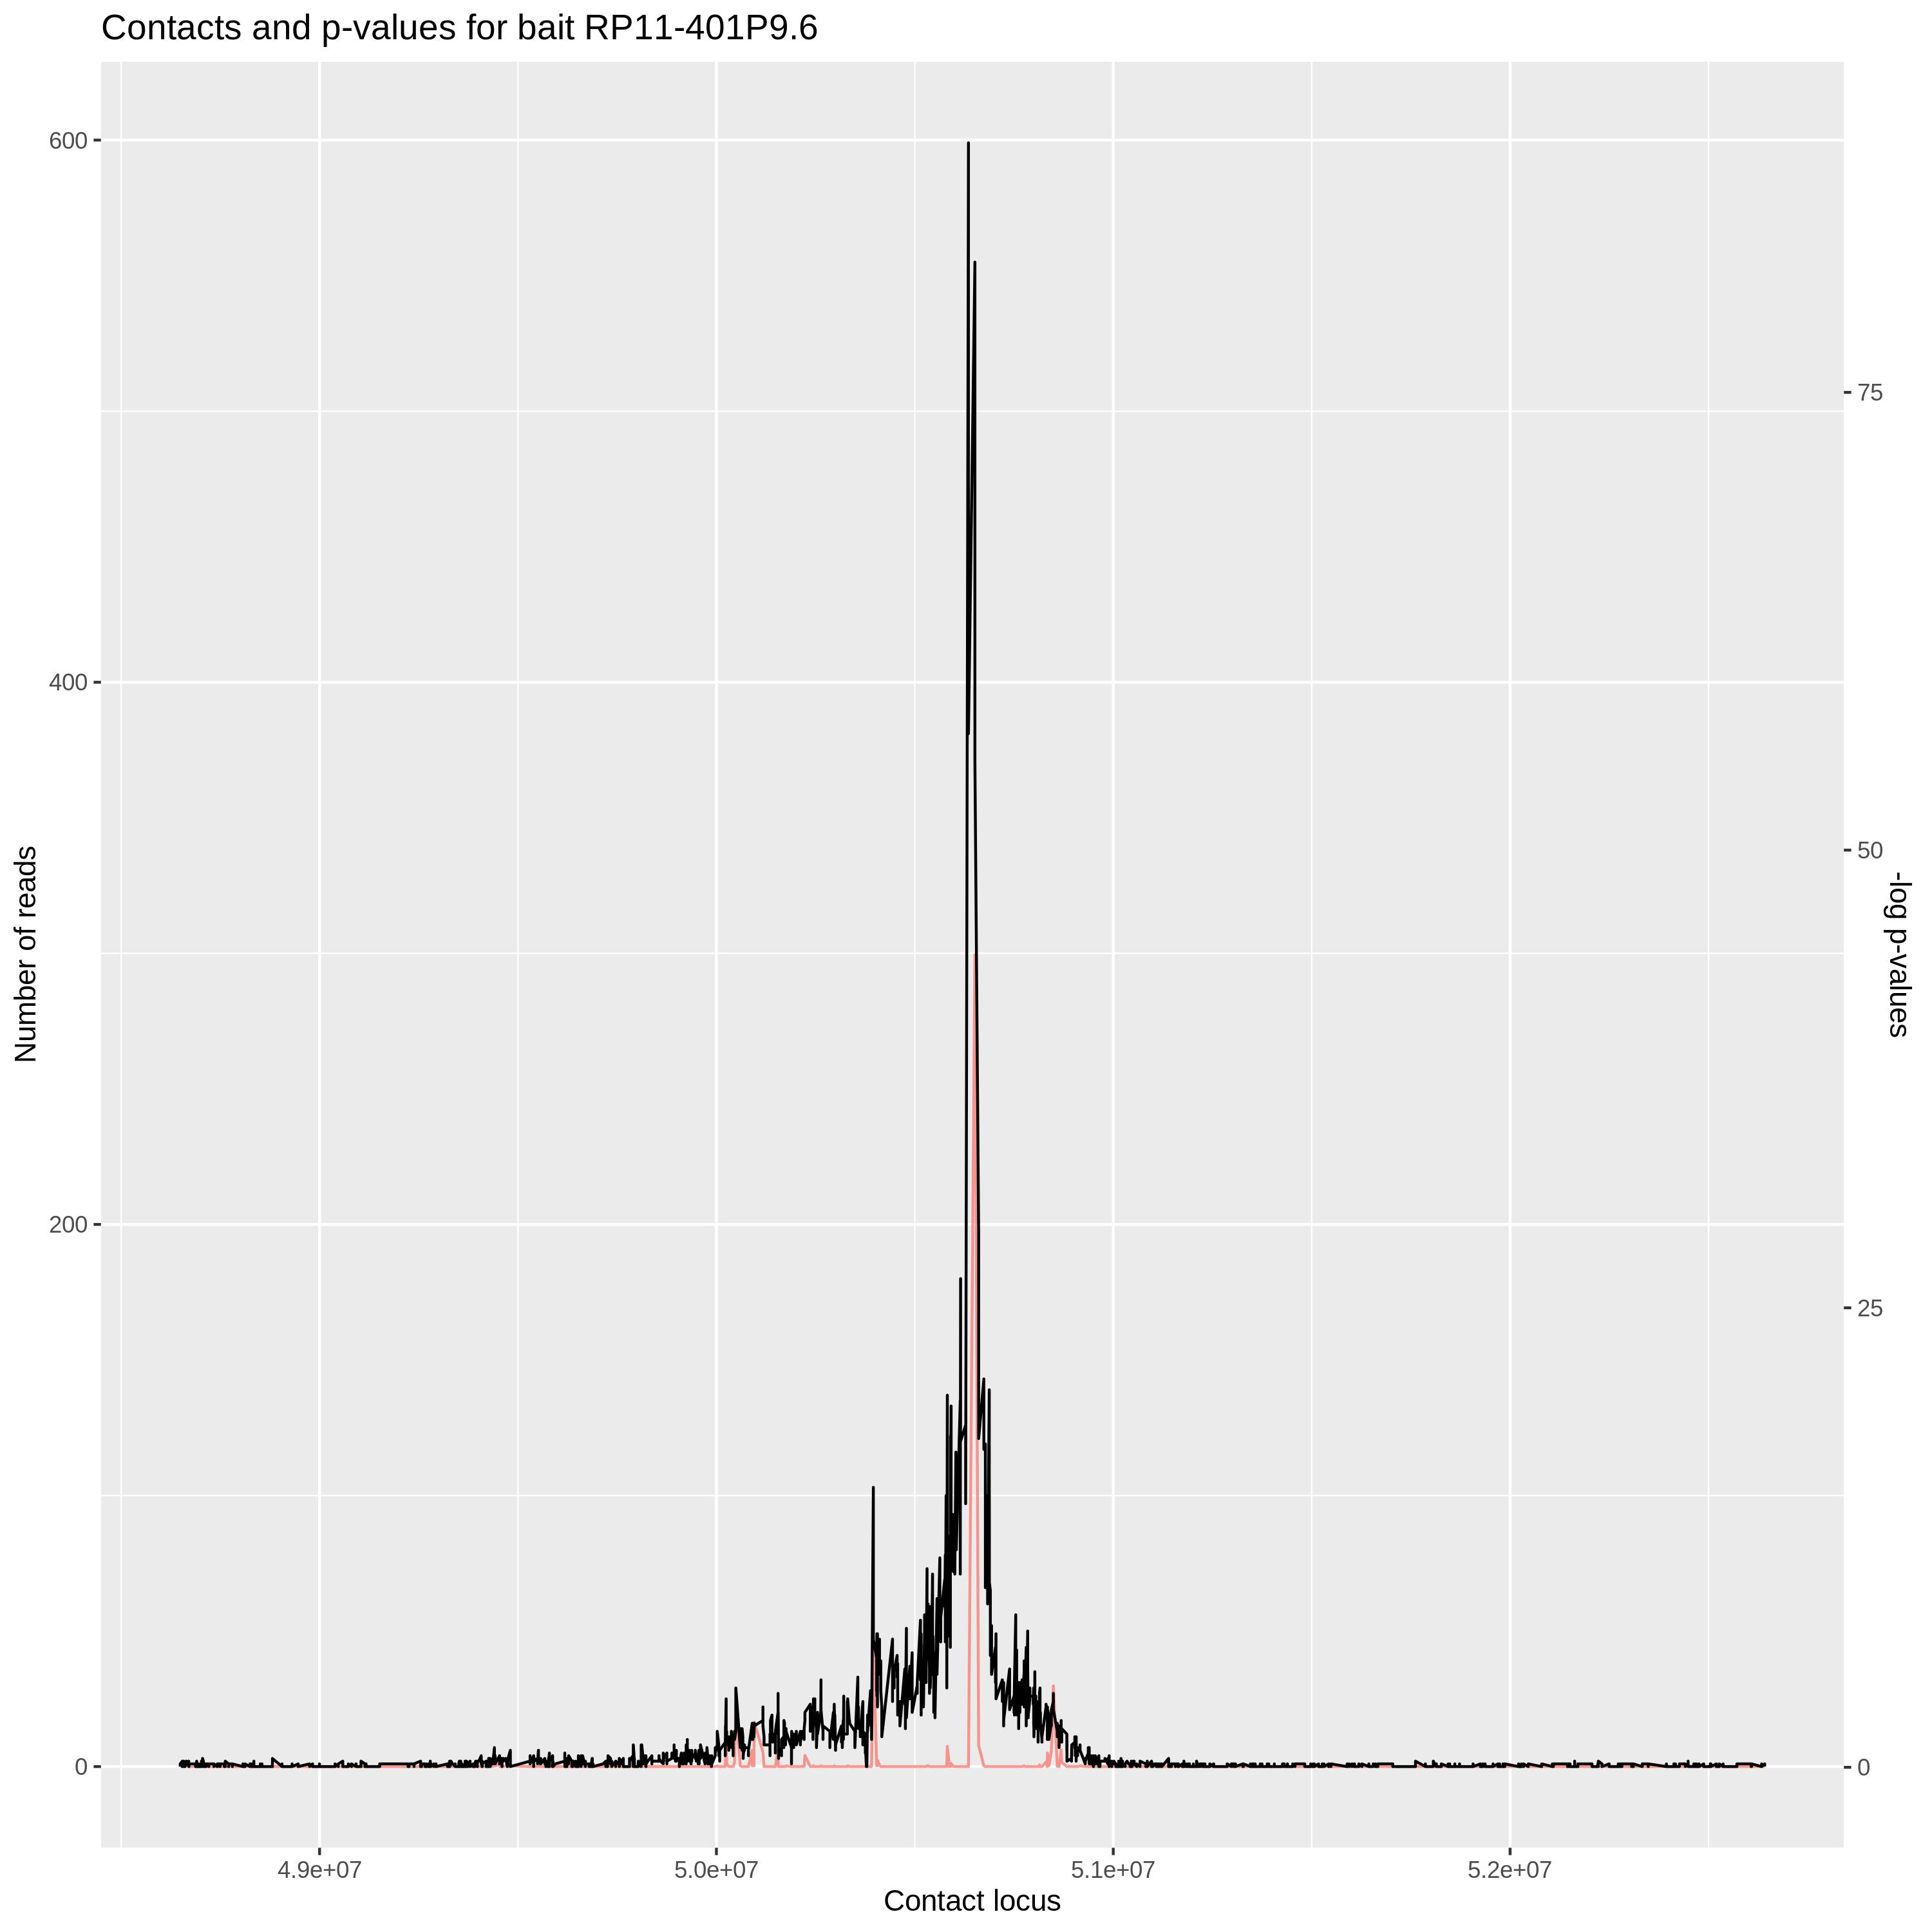 Contacts and p-values for bait RP11-401P9.6
600
400
200
0
Number of reads
75
50
25
0
-log p-values
4.9e+07
5.0e+07
5.1e+07
5.2e+07
Contact locus